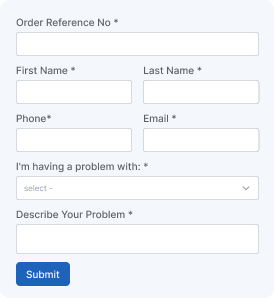 Order Reference No *
First Name * Last Name *
Phone* Email *
I'm having a problem with: *
select -
Describe Your Problem *
Submit